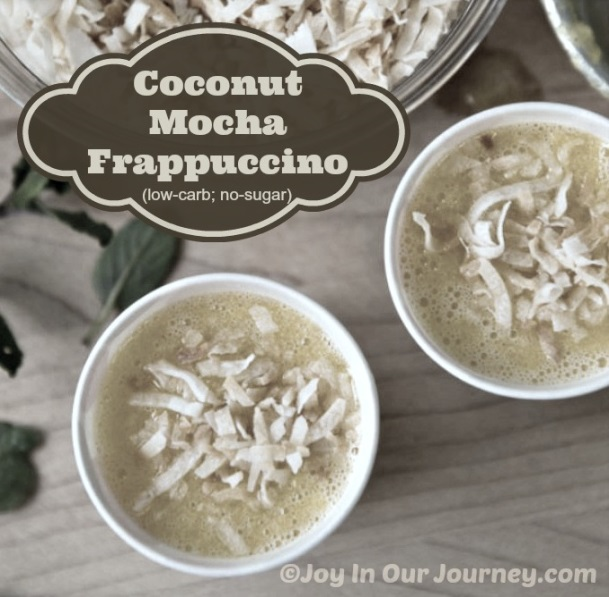 Coconut
Mocha
Frappuccino
(low-carb; no-sugar)
©Joy In Our Journey.com